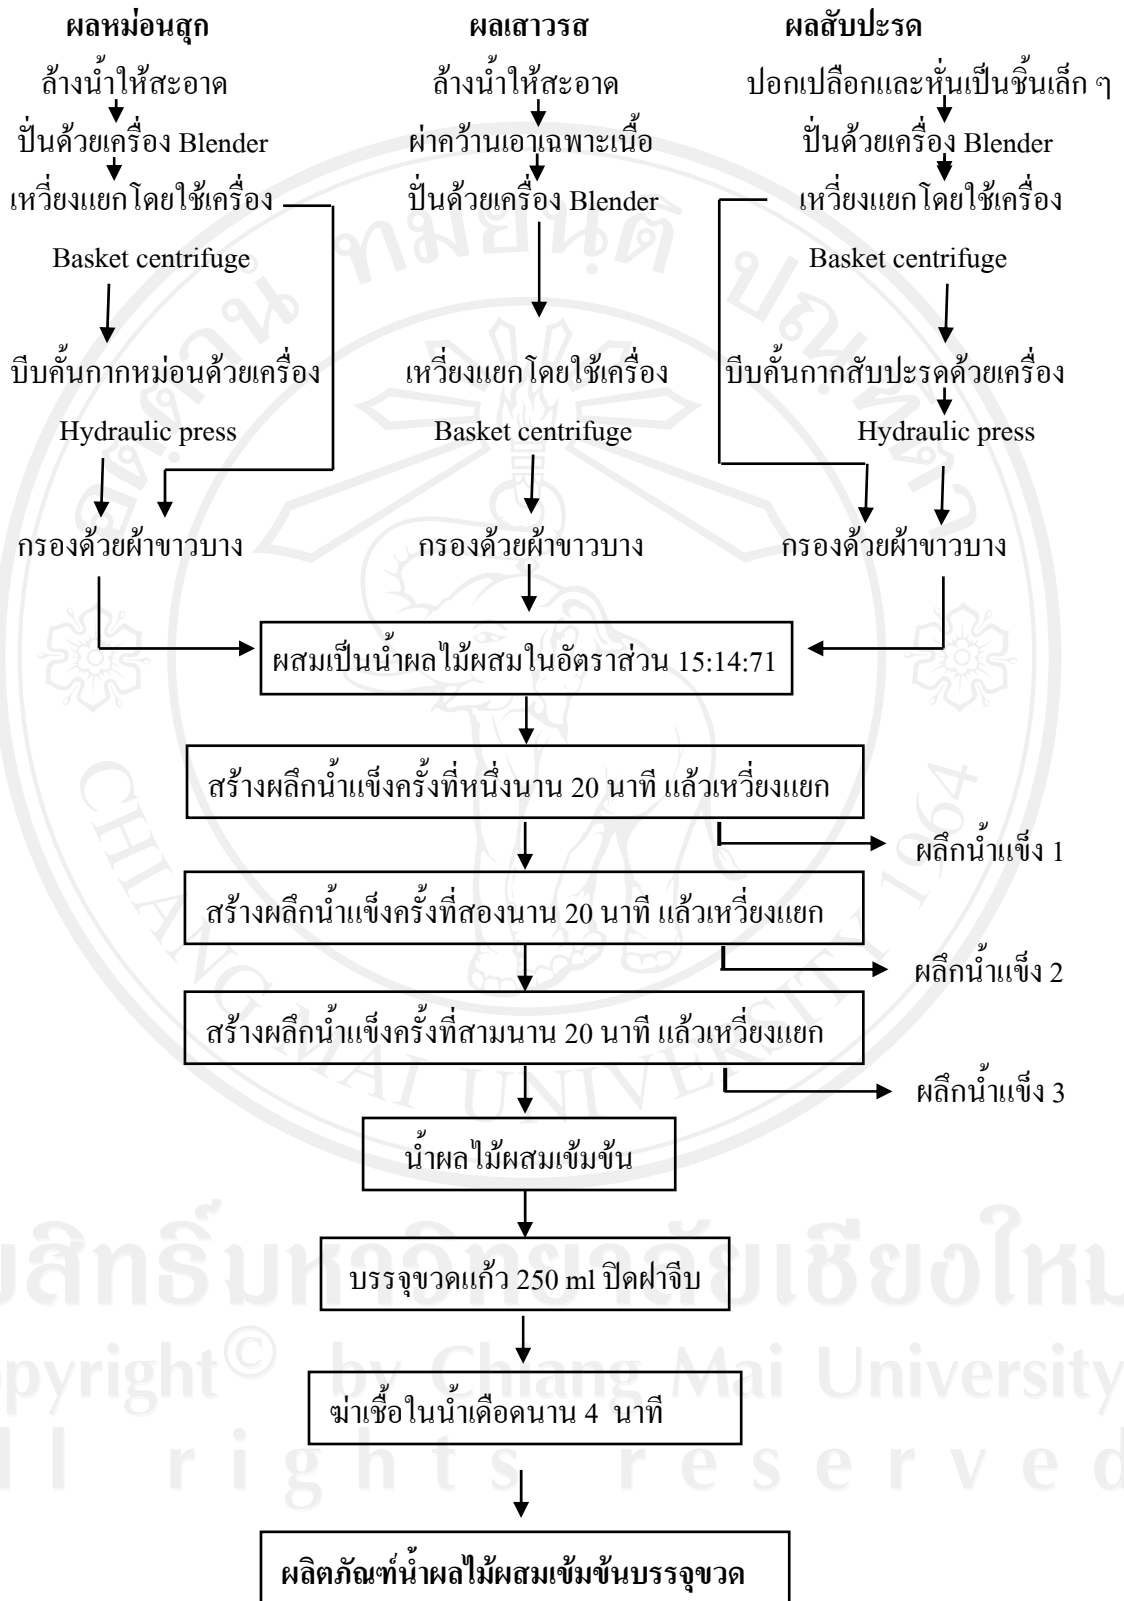 ผลหม่อนสุก
ล้างน้ำให้สะอาด
ปั่นด้วยเครื่อง Blender
เหวี่ยงแยกโดยใช้เครื่อง
Basket centrifuge
บีบคั้นกากหม่อนด้วยเครื่อง
Hydraulic press
กรองด้วยผ้าขาวบาง
ผลเสาวรส
ล้างน้ำให้สะอาด
ผ่าคว้านเอาเฉพาะเนื้อ
ปั่นด้วยเครื่อง Blender
เหวี่ยงแยกโดยใช้เครื่อง
Basket centrifuge
กรองด้วยผ้าขาวบาง
ผลสับปะรด
ปอกเปลือกและหั่นเป็นชิ้นเล็ก ๆ
ปั่นด้วยเครื่อง Blender
เหวี่ยงแยกโดยใช้เครื่อง
Basket centrifuge
บีบคั้นกากสับปะรดด้วยเครื่อง
Hydraulic press
กรองด้วยผ้าขาวบาง
ผสมเป็นน้ำผลไม้ผสมในอัตราส่วน 15:14:71
สร้างผลึกน้ำแข็งครั้งที่หนึ่งนาน 20 นาที แล้วเหวี่ยงแยก
ผลึกน้ำแข็ง 1
สร้างผลึกน้ำแข็งครั้งที่สองนาน 20 นาที แล้วเหวี่ยงแยก
ผลึกน้ำแข็ง 2
สร้างผลึกน้ำแข็งครั้งที่สามนาน 20 นาที แล้วเหวี่ยงแยก
ผลึกน้ำแข็ง 3
น้ำผลไม้ผสมเข้มข้น
บรรจุขวดแก้ว 250 ml ปิดฝาจีบ
ฆ่าเชื้อในน้ำเดือดนาน 4 นาที
ผลิตภัณฑ์น้ำผลไม้ผสมเข้มข้นบรรจุขวด
CHIANG MAI UNIVERSITY 1964
opyright© by Chiang Mai University
ll rights reserved